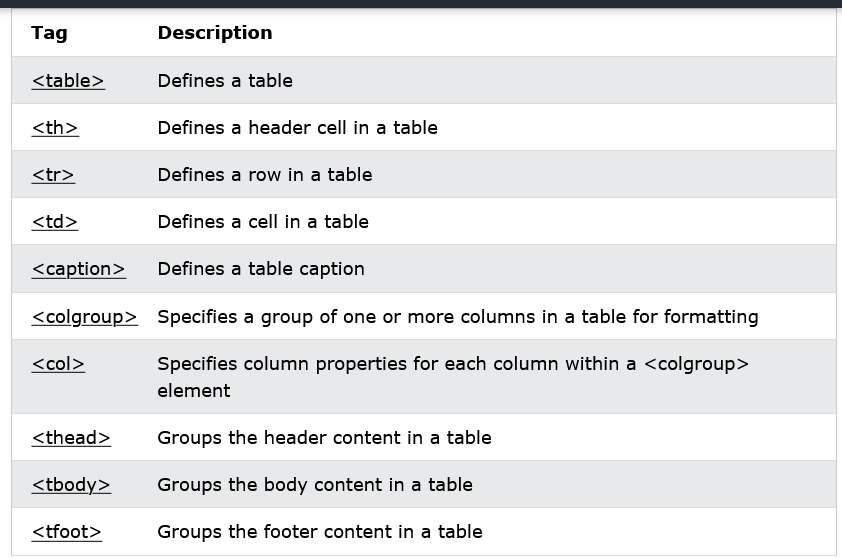 Tag Description
<table> Defines a table
<th> Defines a header cell in a table
<tr> Defines a row in a table
<td> Defines a cell in a table
<caption> Defines a table caption
<colgroup> Specifies a group of one or more columns in a table for formatting
<col> Specifies column properties for each column within a <colgroup>
element
<thead> Groups the header content in a table
<tbody> Groups the body content in a table
<tfoot> Groups the footer content in a table